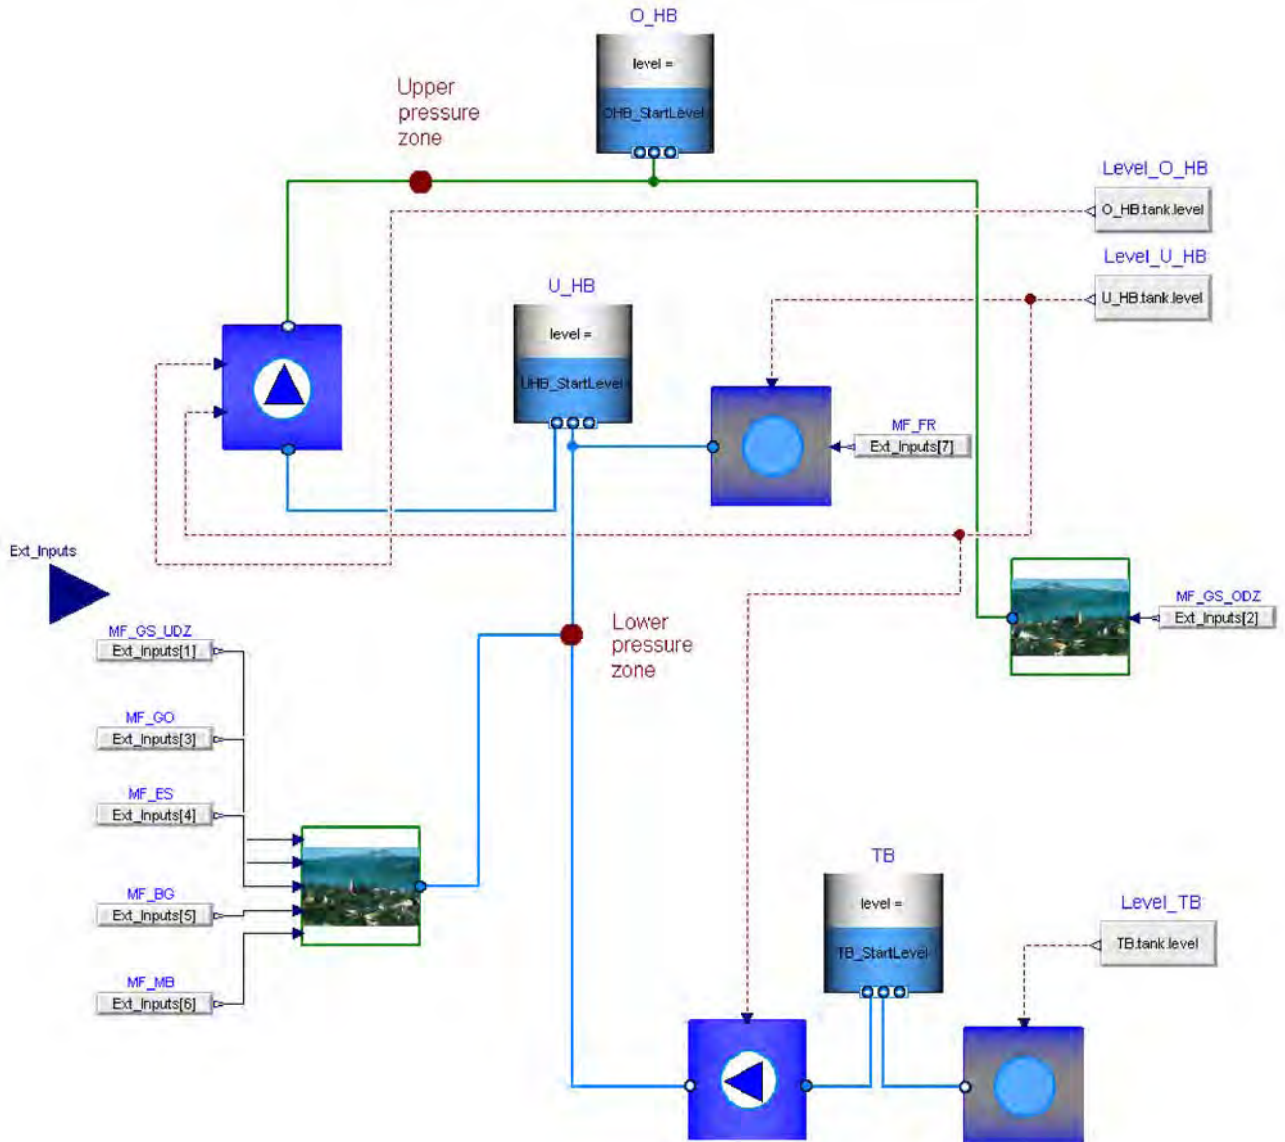 O_HB
level =
OHB_StartLevel
Upper
pressure
zone
Level_O_HB
O_HB.tank.level
Level_U_HB
U_HB.tank.level
U_HB
level =
UHB_StartLevel
MF_FR
Ext_Inputs[7]
Ext_Inputs
MF_GS_UDZ
Ext_Inputs[1]
Lower
pressure
zone
MF_GS_ODZ
Ext_Inputs[2]
MF_GO
Ext_Inputs[3]
MF_ES
Ext_Inputs[4]
MF_BG
Ext_Inputs[5]
MF_MB
Ext_Inputs[6]
TB
level =
TB_StartLevel
Level_TB
TB.tank.level